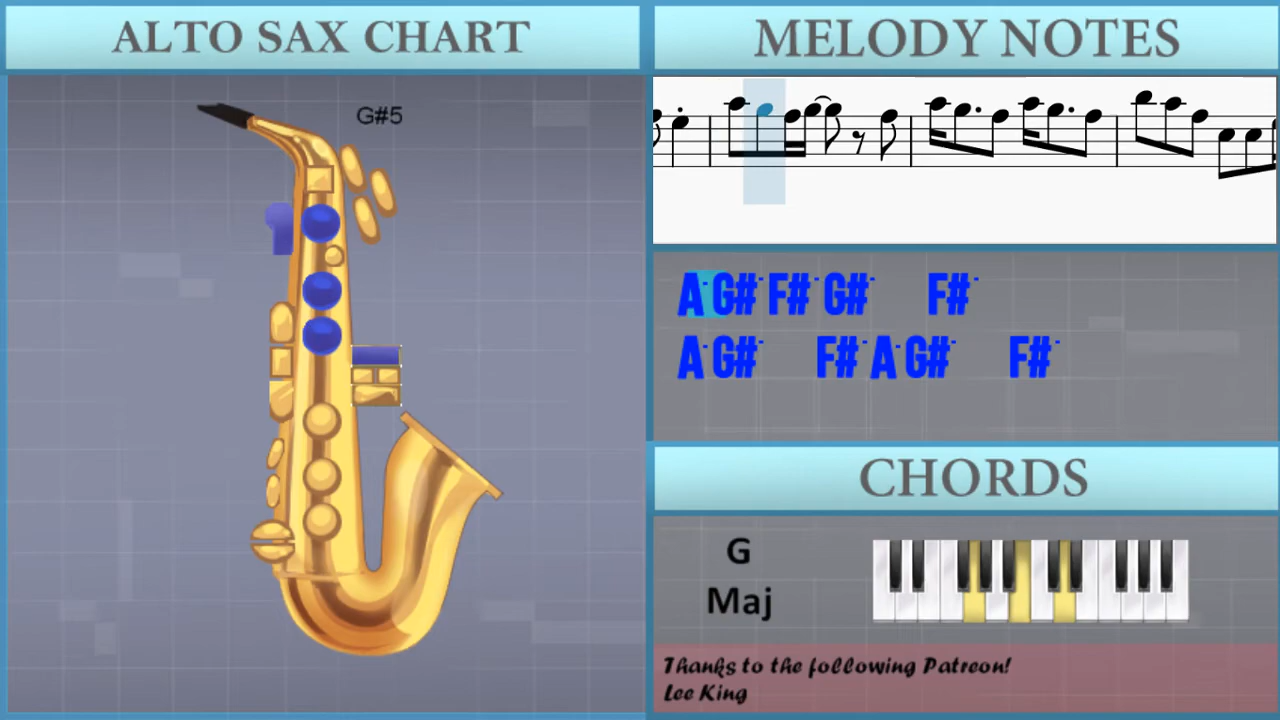 ALTO SAX CHART
G#5
MELODY NOTES
A- G#- F#- G#- F#-
A- G#- F#- A- G#- F#-
CHORDS
G
Maj
Thanks to the following Patreon!
Lee King